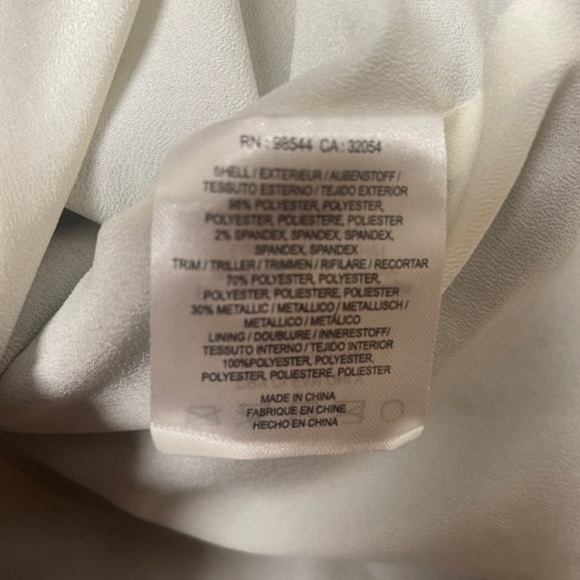 RN : 98544 CA : 32054
SHELL / EXTERIEUR / AUBENSTOFF /
TESSUTO ESTERNO / TEJIDO EXTERIOR
98% POLYESTER, POLYESTER,
POLYESTER, POLIESTERE, POLIESTER
2% SPANDEX, SPANDEX, SPANDEX,
SPANDEX, SPANDEX
TRIM / TRILLER / TRIMMEN / RIFILARE / RECORTAR
70% POLYESTER, POLYESTER,
POLYESTER, POLIESTERE, POLIESTER
30% METALLIC / METALLICO / METALLISCH /
METALLICO / METÁLICO
LINING / DOUBLURE / INNERESTOFF/
TESSUTO INTERNO / TEJIDO INTERIOR
100%POLYESTER, POLYESTER,
POLYESTER, POLIESTERE, POLIESTER
MADE IN CHINA
FABRIQUE EN CHINE
HECHO EN CHINA